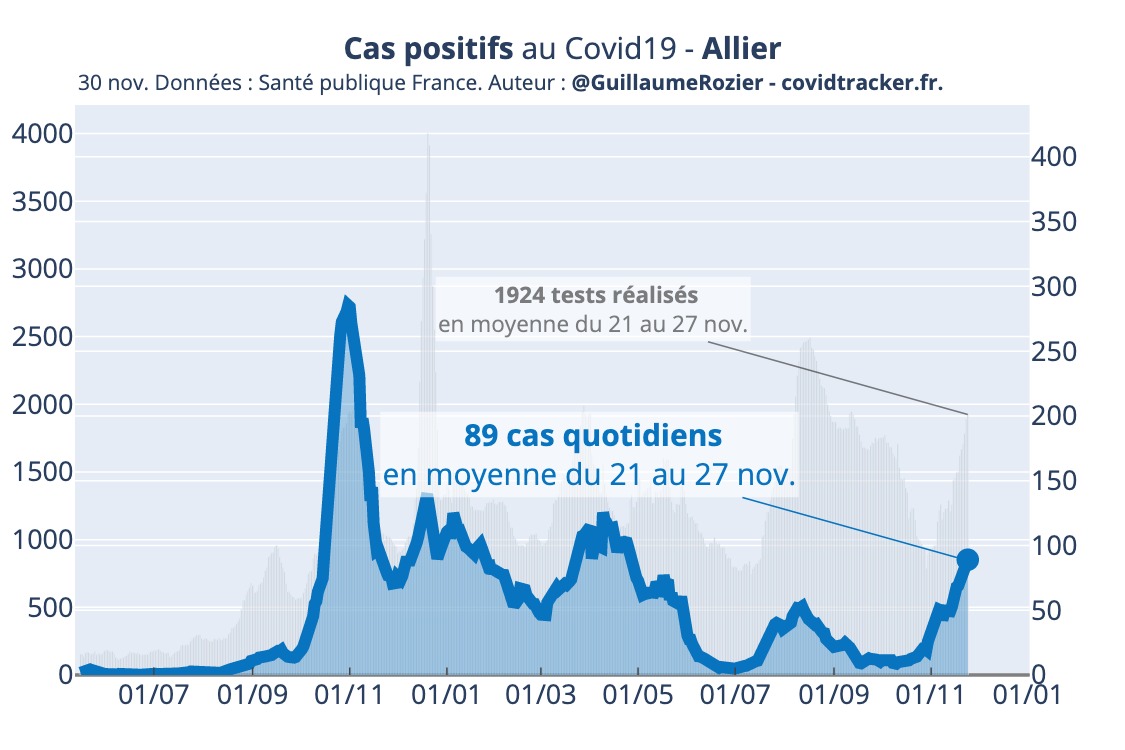 Cas positifs au Covid19 - Allier
30 nov. Données : Santé publique France. Auteur : @GuillaumeRozier - covidtracker.fr.
4000
3500
3000
2500
2000
1500
1000
500
0
400
350
300
250
200
150
100
50
0
1924 tests réalisés
en moyenne du 21 au 27 nov.
89 cas quotidiens
en moyenne du 21 au 27 nov.
01/07 01/09 01/11 01/01 01/03 01/05 01/07 01/09 01/11 01/01